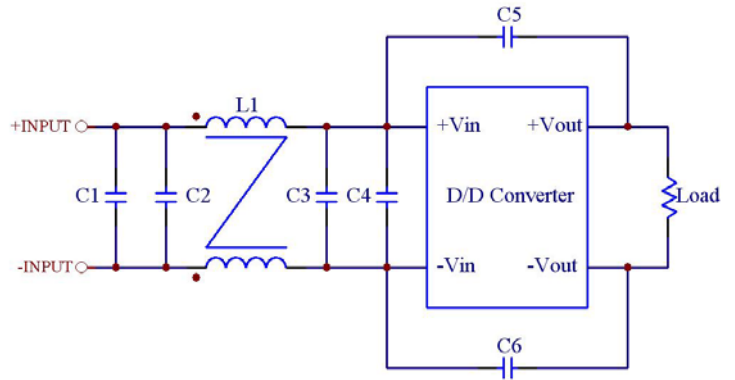 C5
L1
+INPUT
+Vin
+Vout
C1
C2
C3
C4
D/D Converter
Load
-INPUT
-Vin
-Vout
C6